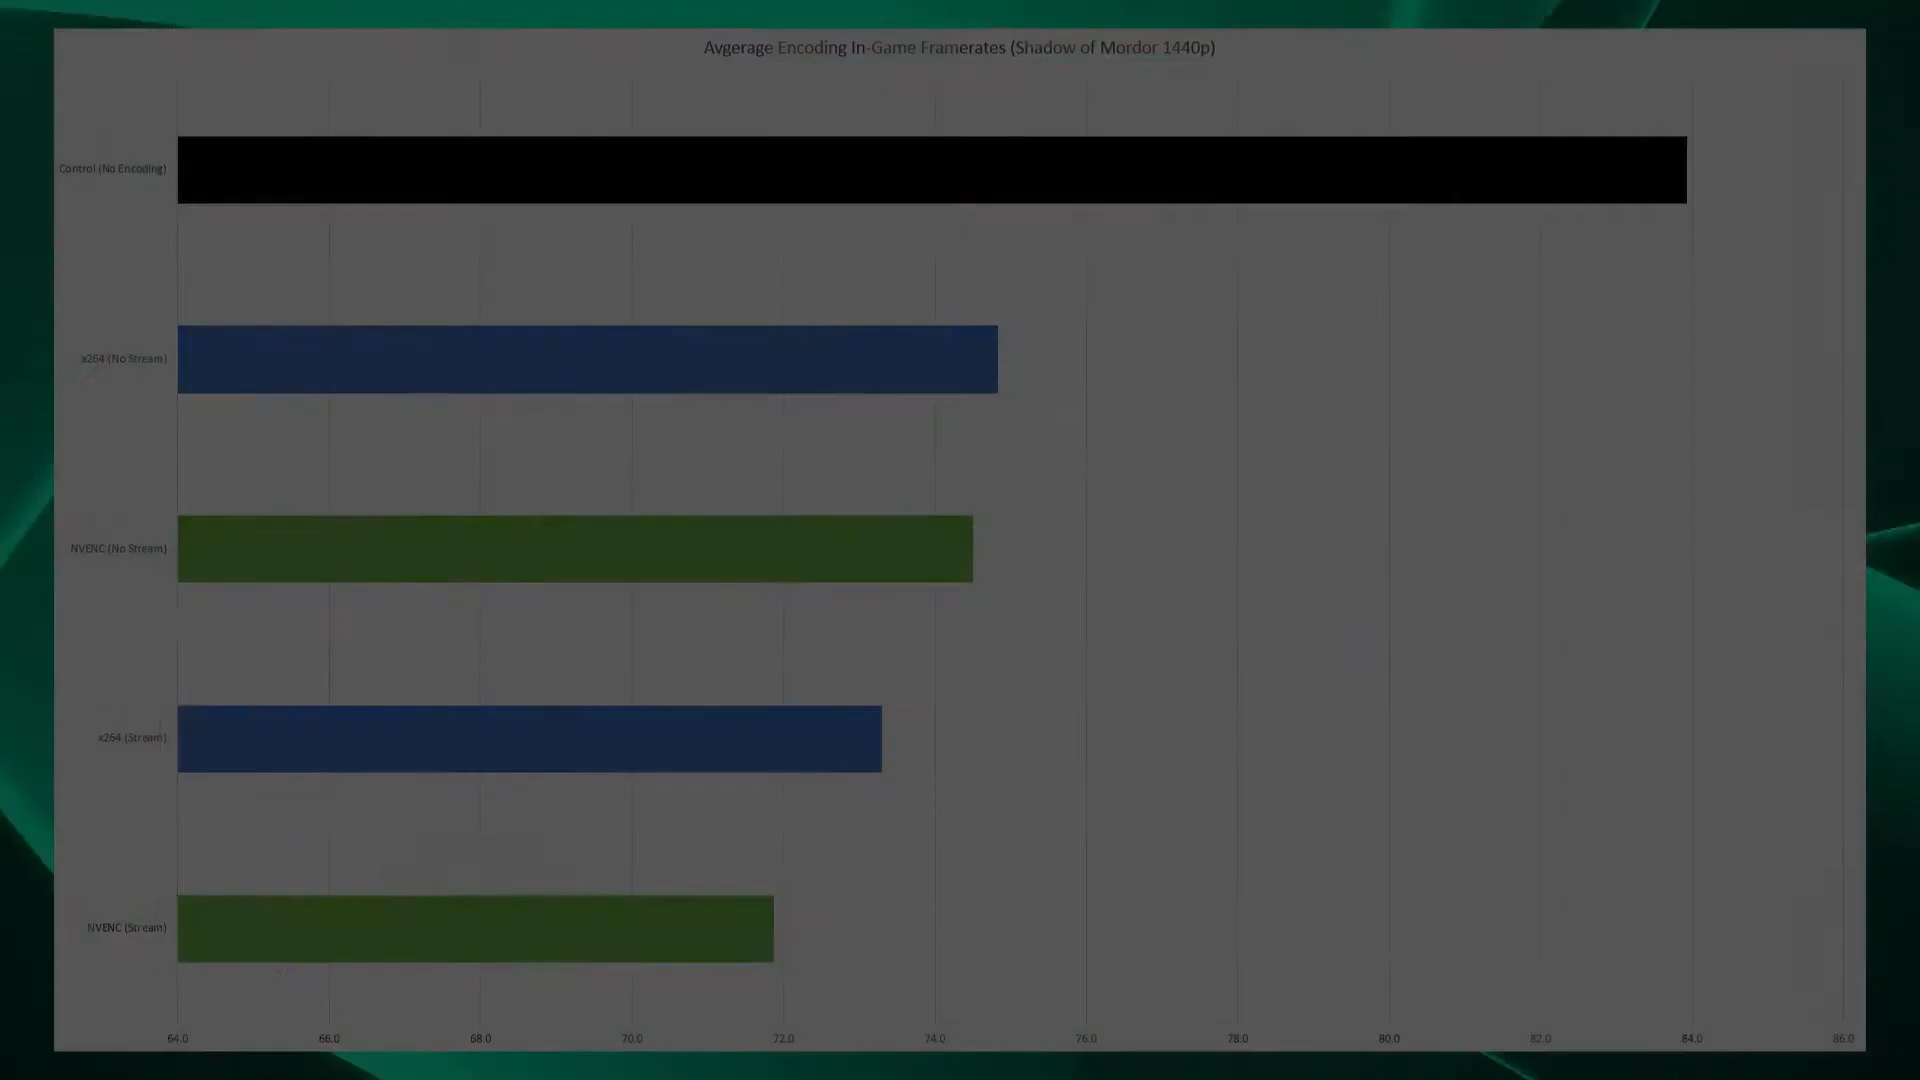 Avgerage Encoding In-Game Framerates (Shadow of Mordor 1440p)
Control (No Encoding)
x264 (No Stream)
NVENC (No Stream)
x264 (Stream)
NVENC (Stream)
64.0 66.0 68.0 70.0 72.0 74.0 76.0 78.0 80.0 82.0 84.0 86.0